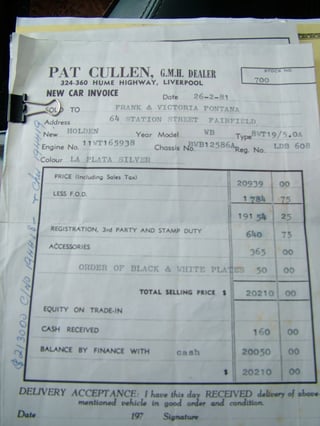 GEORGE
PAT CULLEN, G.M.H. DEALER
324-360 HUME HIGHWAY, LIVERPOOL
STOCK NO.
700
NEW CAR INVOICE
Date 26-2-81
SOLD TO FRANK & VICTORIA FONTANA
Address 64 STATION STREET FAIRFIELD
New HOLDEN Year Model WB Type 8VT19/5.0A
Engine No. 11VT165938 Chassis No. 8WB12586A Reg. No. LDS 608
Colour LA PLATA SILVER
PRICE (Including Sales Tax) 20939 00
LESS F.O.D. 1784 75
19154 25
REGISTRATION, 3rd PARTY AND STAMP DUTY 640 75
ACCESSORIES 365 00
ORDER OF BLACK & WHITE PLATES 50 00
TOTAL SELLING PRICE $ 20210 00
EQUITY ON TRADE-IN
CASH RECEIVED 160 00
BALANCE BY FINANCE WITH cash 20050 00
$ 20210 00
DELIVERY ACCEPTANCE: I have this day RECEIVED delivery of above
mentioned vehicle in good order and condition.
Date 197 Signature